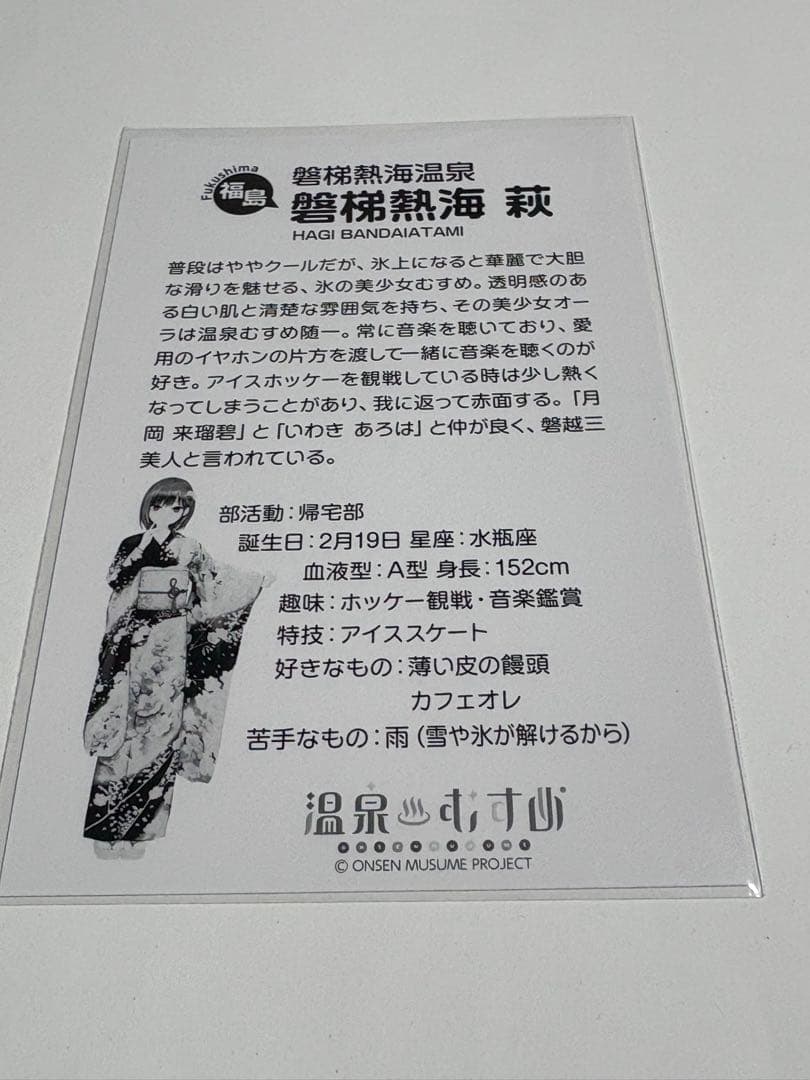 Fukushima
福島
磐梯熱海温泉
磐梯熱海 萩
HAGI BANDAIATAMI
普段はややクールだが、氷上になると華麗で大胆
な滑りを魅せる、氷の美少女むすめ。透明感のあ
る白い肌と清楚な雰囲気を持ち、その美少女オー
ラは温泉むすめ随一。常に音楽を聴いており、愛
用のイヤホンの片方を渡して一緒に音楽を聴くのが
好き。アイスホッケーを観戦している時は少し熱く
なってしまうことがあり、我に返って赤面する。「月
岡 来瑠碧」と「いわき あろは」と仲が良く、磐越三
美人と言われている。
部活動：帰宅部
誕生日：2月19日 星座：水瓶座
血液型：A型 身長：152cm
趣味：ホッケー観戦・音楽鑑賞
特技：アイススケート
好きなもの：薄い皮の饅頭
カフェオレ
苦手なもの：雨（雪や氷が解けるから）
温泉♨むすめ
© ONSEN MUSUME PROJECT